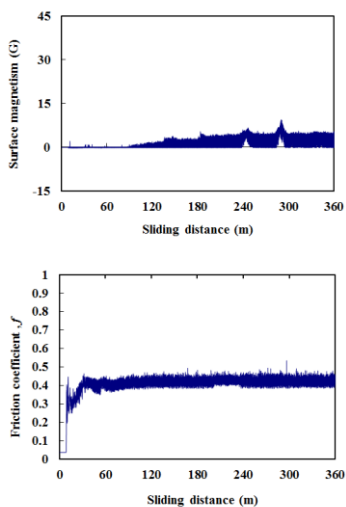 Surface magnetism (G)
45
30
15
0
-15
0 60 120 180 240 300 360
Sliding distance (m)
Friction coefficient ,f
1
0.9
0.8
0.7
0.6
0.5
0.4
0.3
0.2
0.1
0
0 60 120 180 240 300 360
Sliding distance (m)